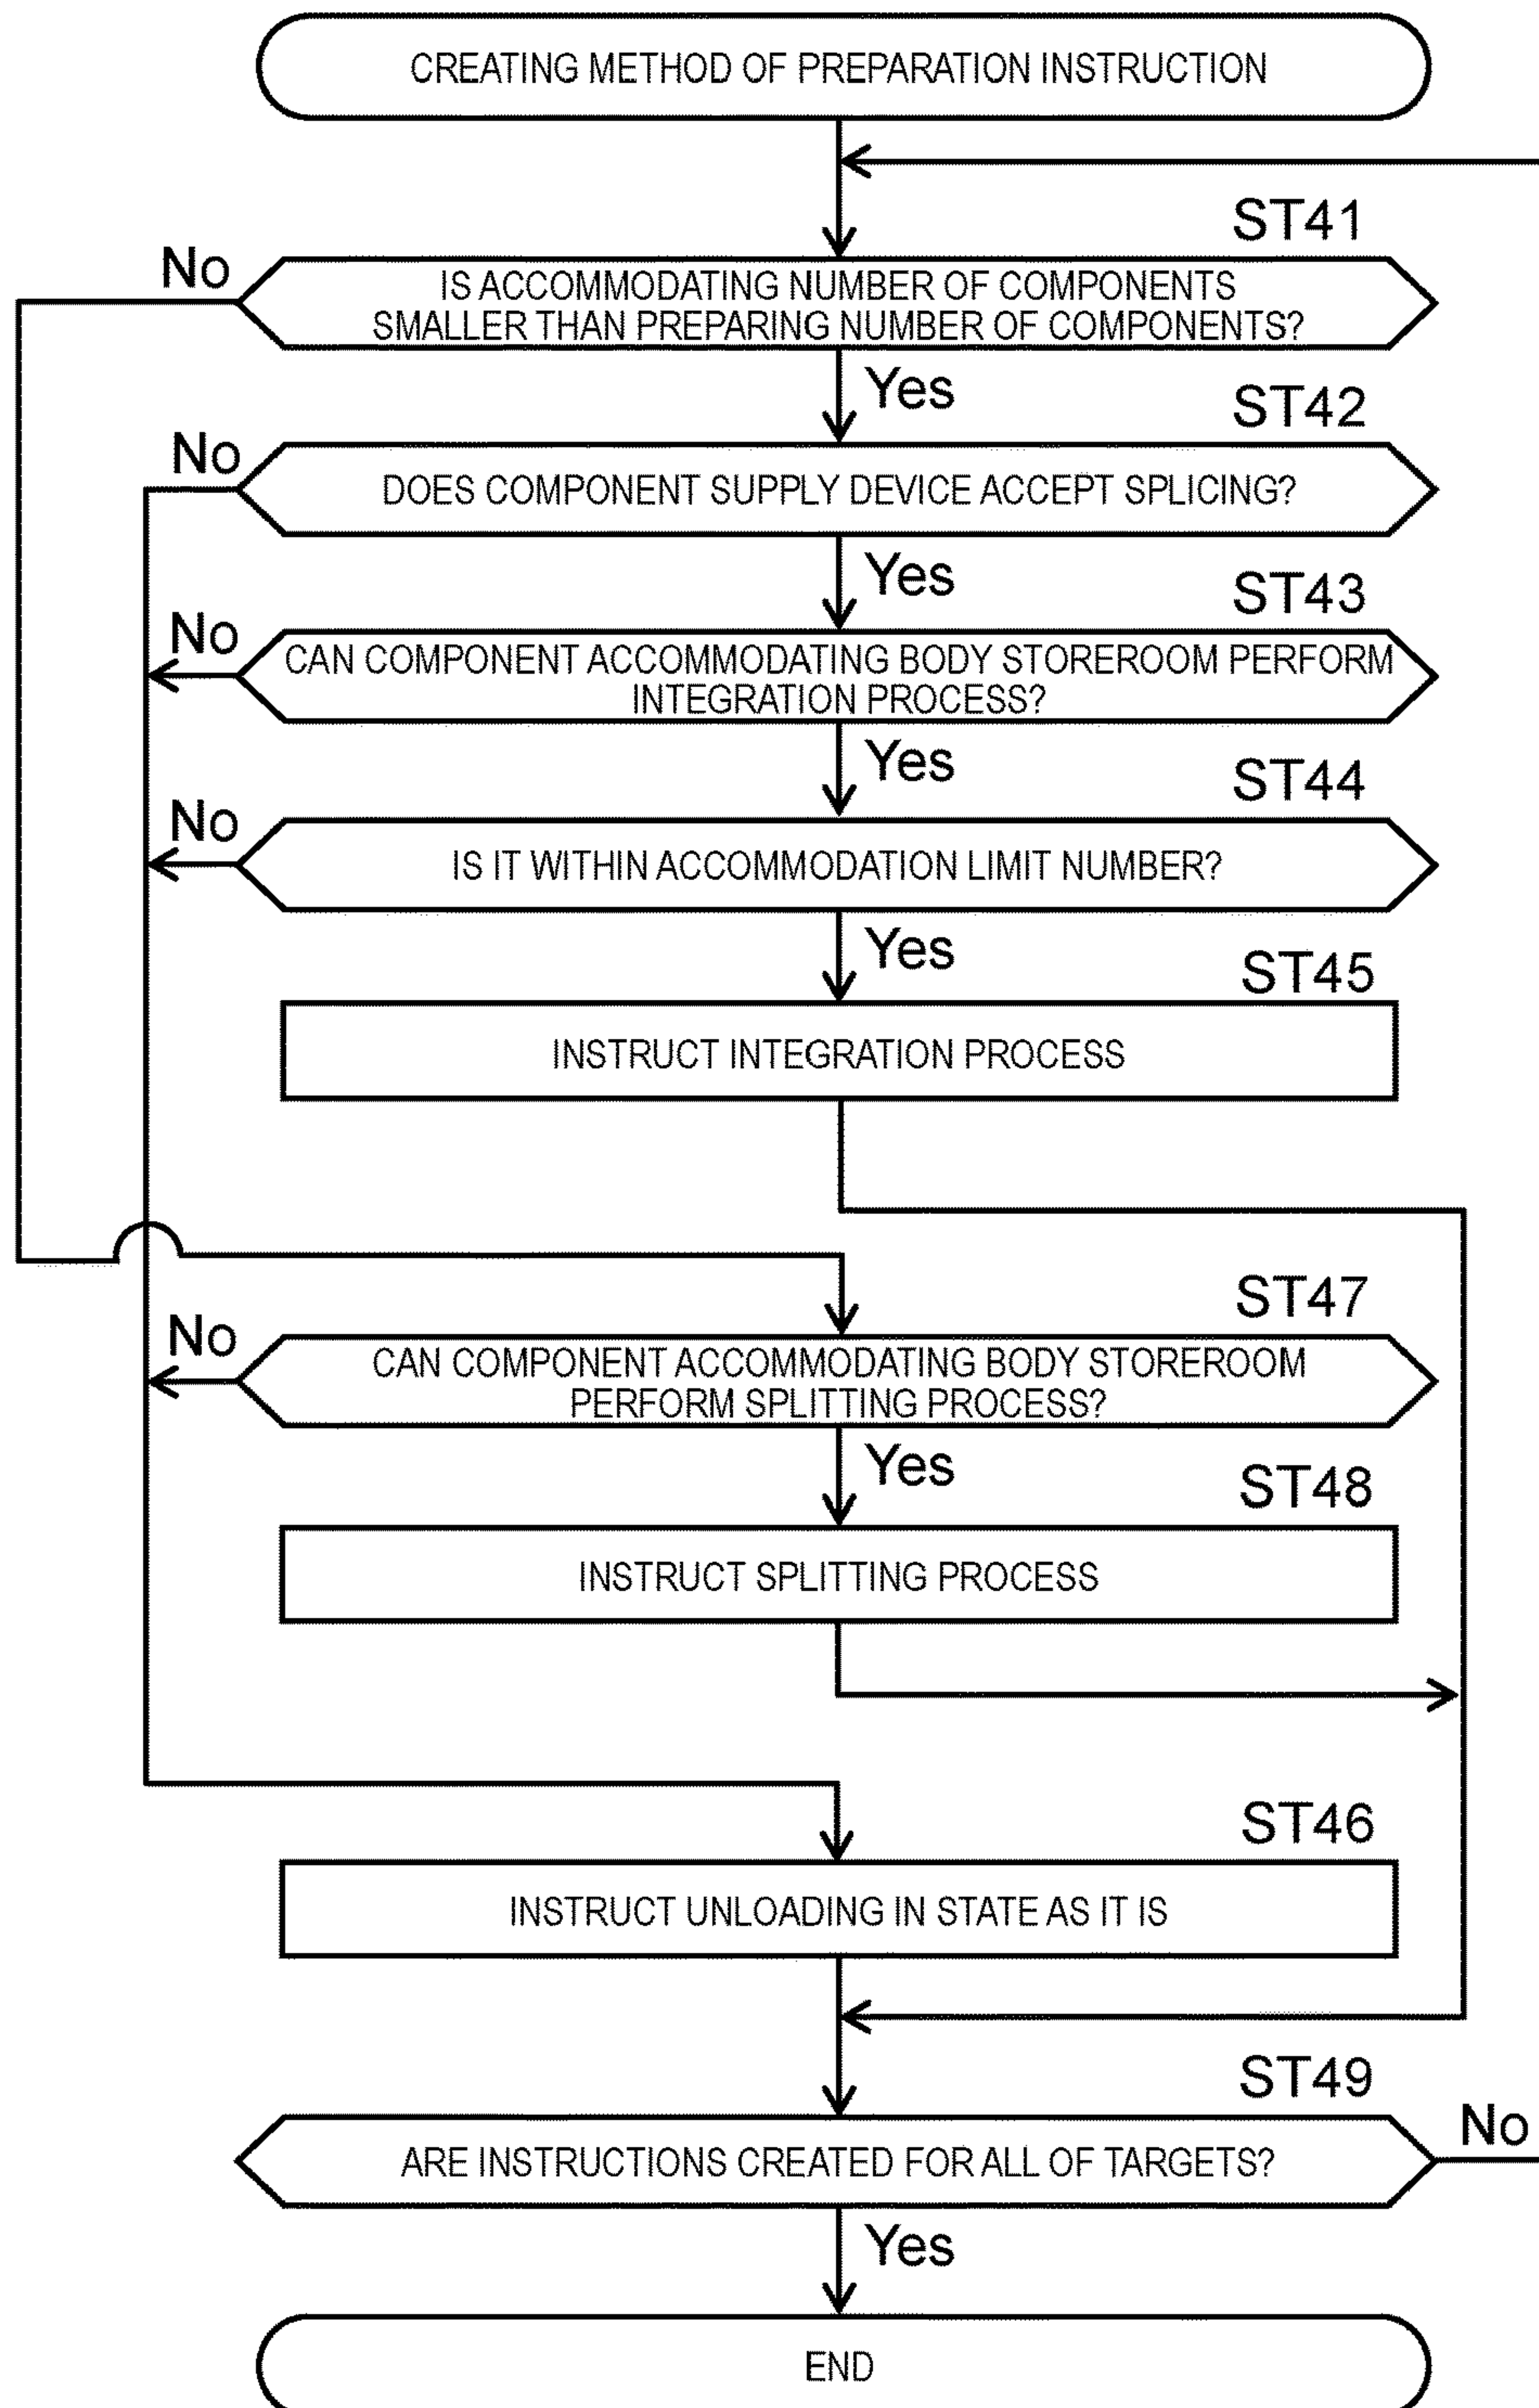 CREATING METHOD OF PREPARATION INSTRUCTION
ST41
No
IS ACCOMMODATING NUMBER OF COMPONENTS
SMALLER THAN PREPARING NUMBER OF COMPONENTS?
Yes
ST42
No
DOES COMPONENT SUPPLY DEVICE ACCEPT SPLICING?
Yes
ST43
No
CAN COMPONENT ACCOMMODATING BODY STOREROOM PERFORM
INTEGRATION PROCESS?
Yes
ST44
No
IS IT WITHIN ACCOMMODATION LIMIT NUMBER?
Yes
ST45
INSTRUCT INTEGRATION PROCESS
ST47
No
CAN COMPONENT ACCOMMODATING BODY STOREROOM
PERFORM SPLITTING PROCESS?
Yes
ST48
INSTRUCT SPLITTING PROCESS
ST46
INSTRUCT UNLOADING IN STATE AS IT IS
ST49
No
ARE INSTRUCTIONS CREATED FOR ALL OF TARGETS?
Yes
END